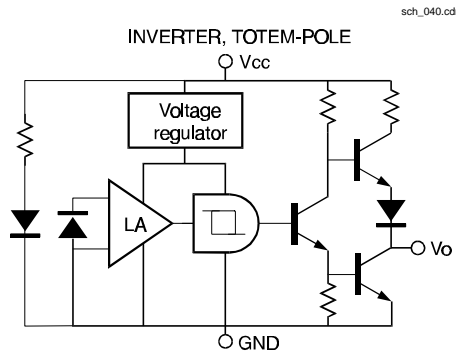 sch_040.cd
INVERTER, TOTEM-POLE
Vcc
Voltage
regulator
LA
Vo
GND